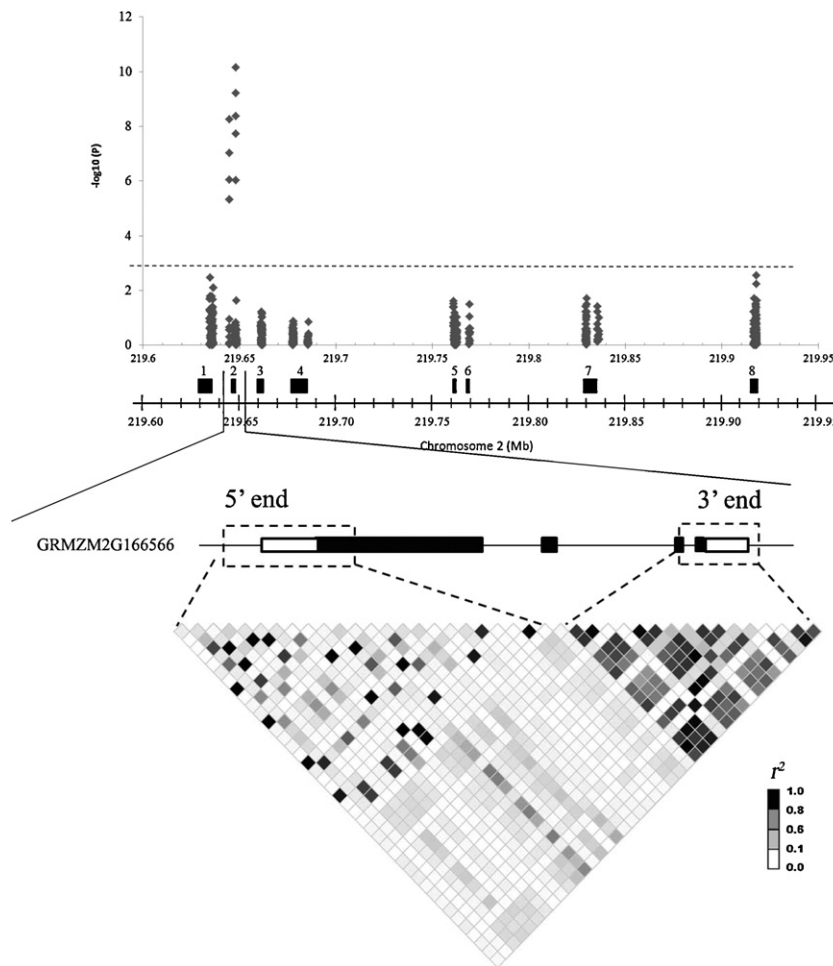 12
10
8
6
4
2
0
-log10 (P)
219.6 219.65 219.7 219.75 219.8 219.85 219.9 219.95
1 2 3 4 5 6 7 8
219.60 219.65 219.70 219.75 219.80 219.85 219.90 219.9
Chromosome 2 (Mb)
5’ end 3’ end
GRMZM2G166566
r²
1.0
0.8
0.6
0.1
0.0